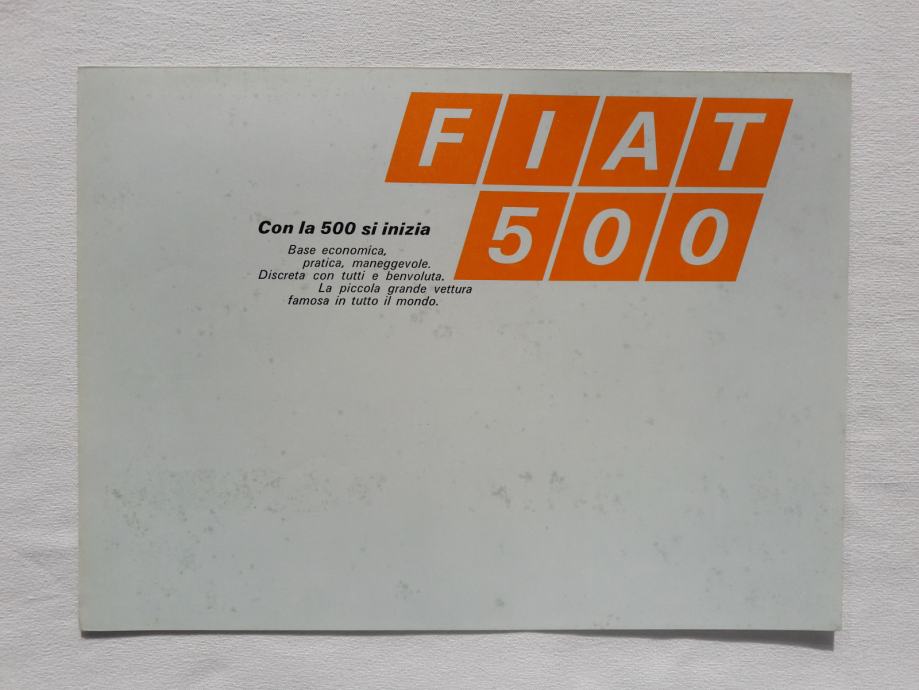 FIAT
500
Con la 500 si inizia
Base economica,
pratica, maneggevole.
Discreta con tutti e benvoluta.
La piccola grande vettura
famosa in tutto il mondo.